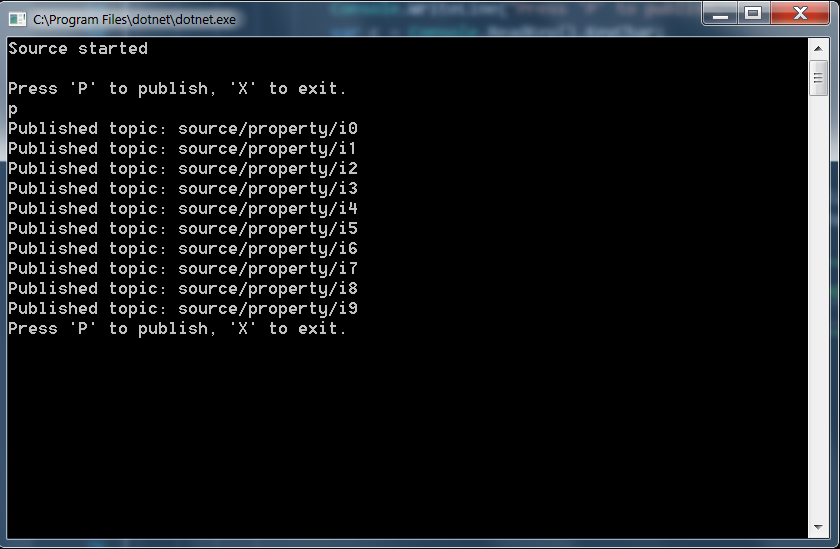 C:\Program Files\dotnet\dotnet.exe
Source started
Press 'P' to publish, 'X' to exit.
p
Published topic: source/property/i0
Published topic: source/property/i1
Published topic: source/property/i2
Published topic: source/property/i3
Published topic: source/property/i4
Published topic: source/property/i5
Published topic: source/property/i6
Published topic: source/property/i7
Published topic: source/property/i8
Published topic: source/property/i9
Press 'P' to publish, 'X' to exit.